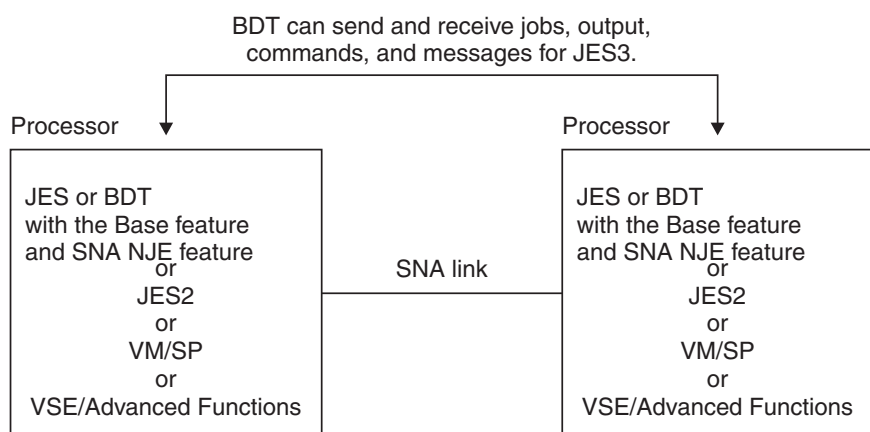 BDT can send and receive jobs, output,
commands, and messages for JES3.
Processor
JES or BDT
with the Base feature
and SNA NJE feature
or
JES2
or
VM/SP
or
VSE/Advanced Functions
SNA link
Processor
JES or BDT
with the Base feature
and SNA NJE feature
or
JES2
or
VM/SP
or
VSE/Advanced Functions